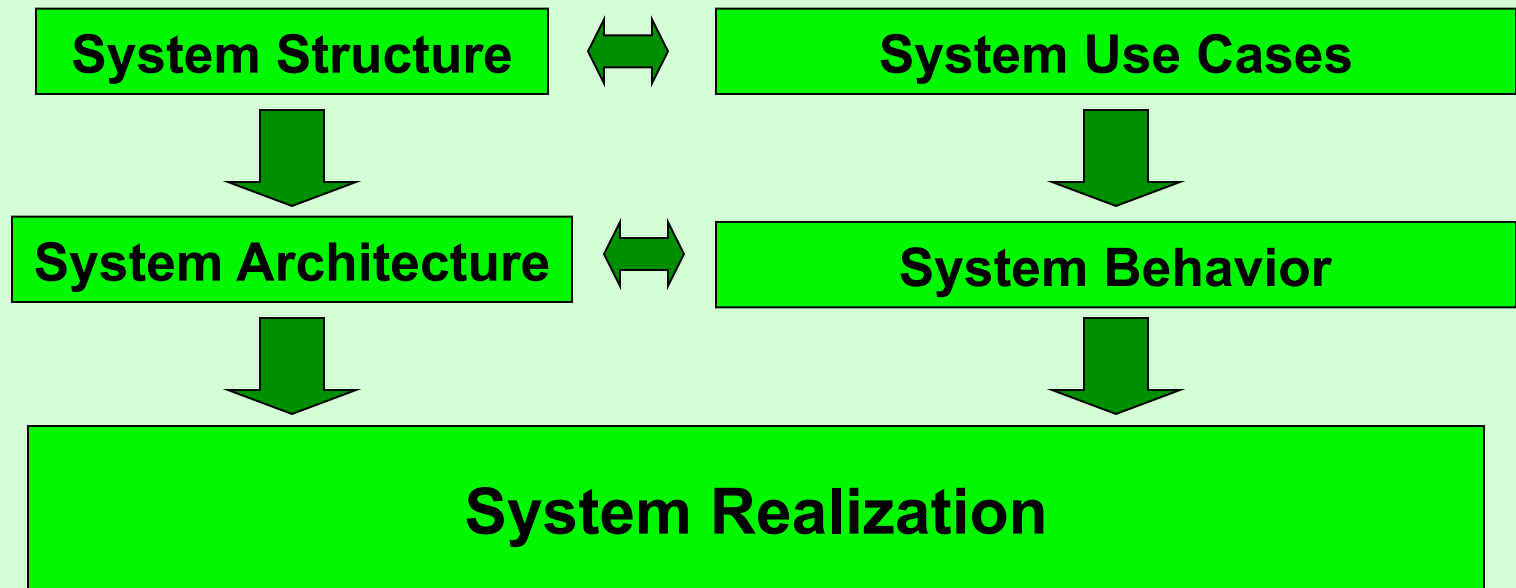 System Structure
System Use Cases
System Architecture
System Behavior
System Realization